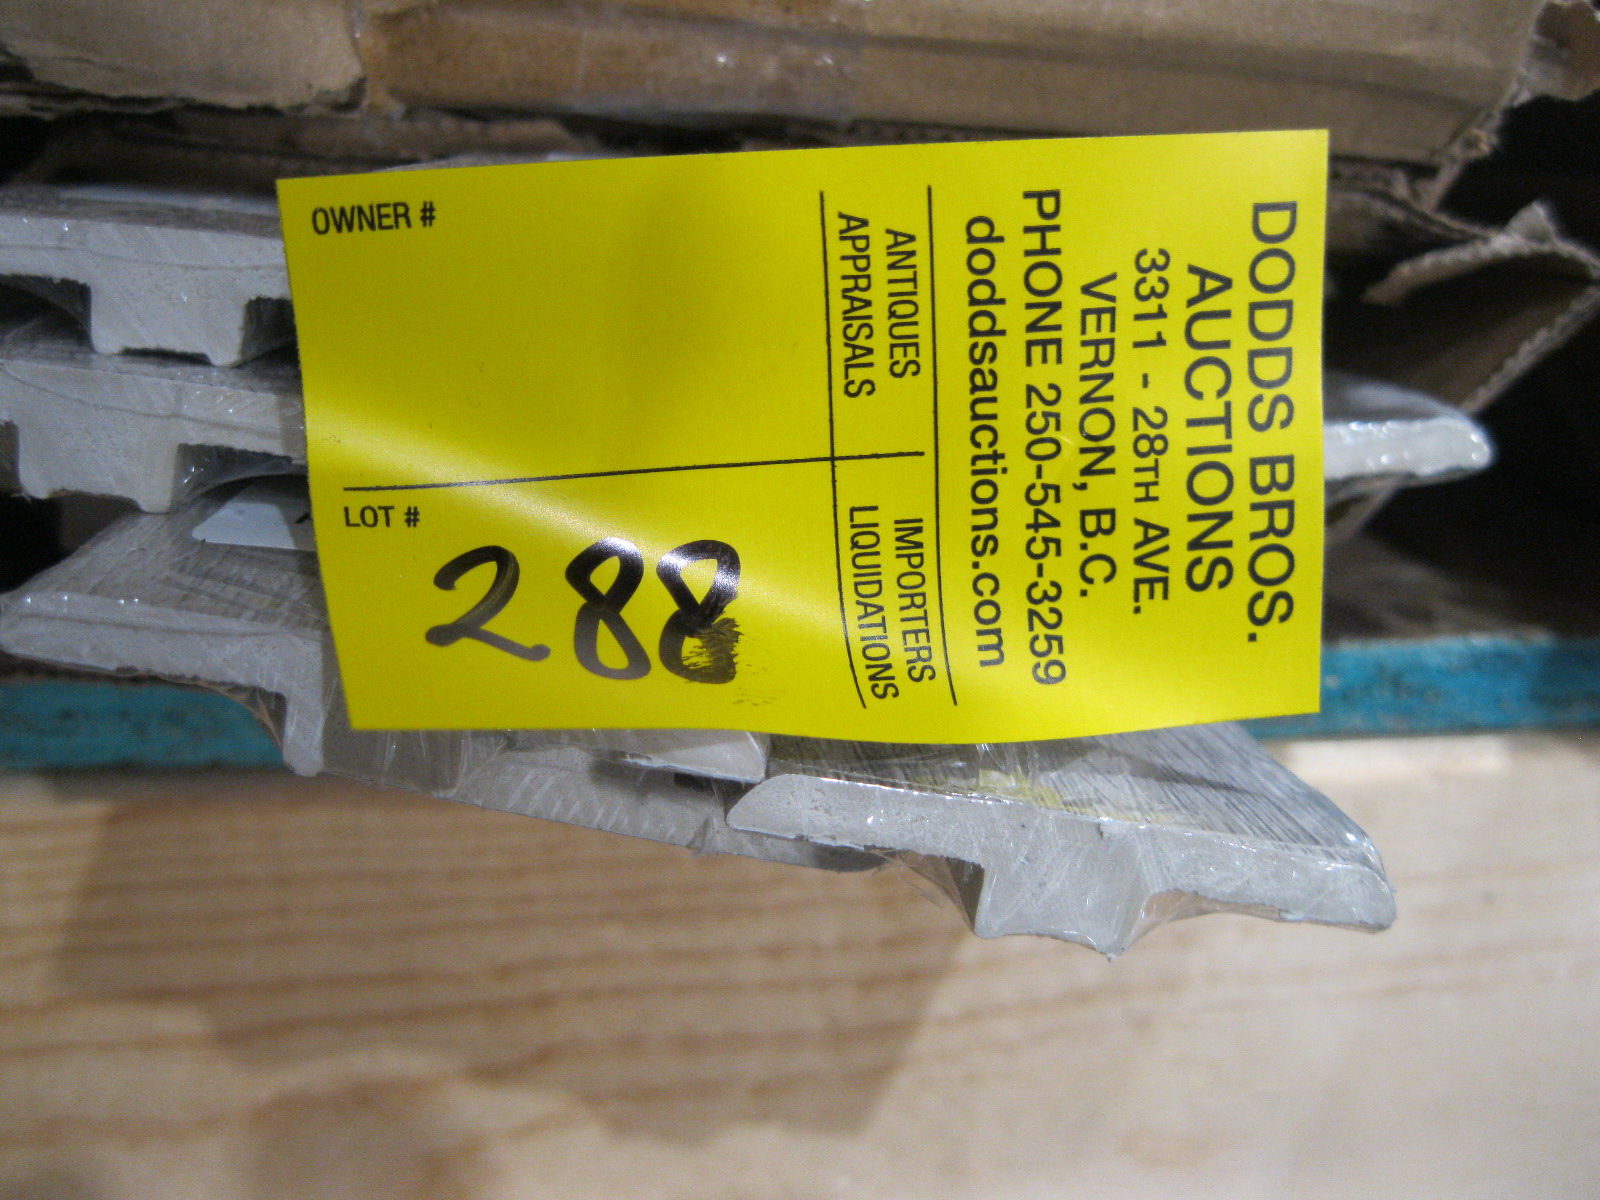 DODDS BROS.
AUCTIONS
3311 - 28TH AVE.
VERNON, B.C.
PHONE 250-545-3259
doddsauctions.com
ANTIQUES
APPRAISALS
IMPORTERS
LIQUIDATIONS
OWNER #
LOT #
288